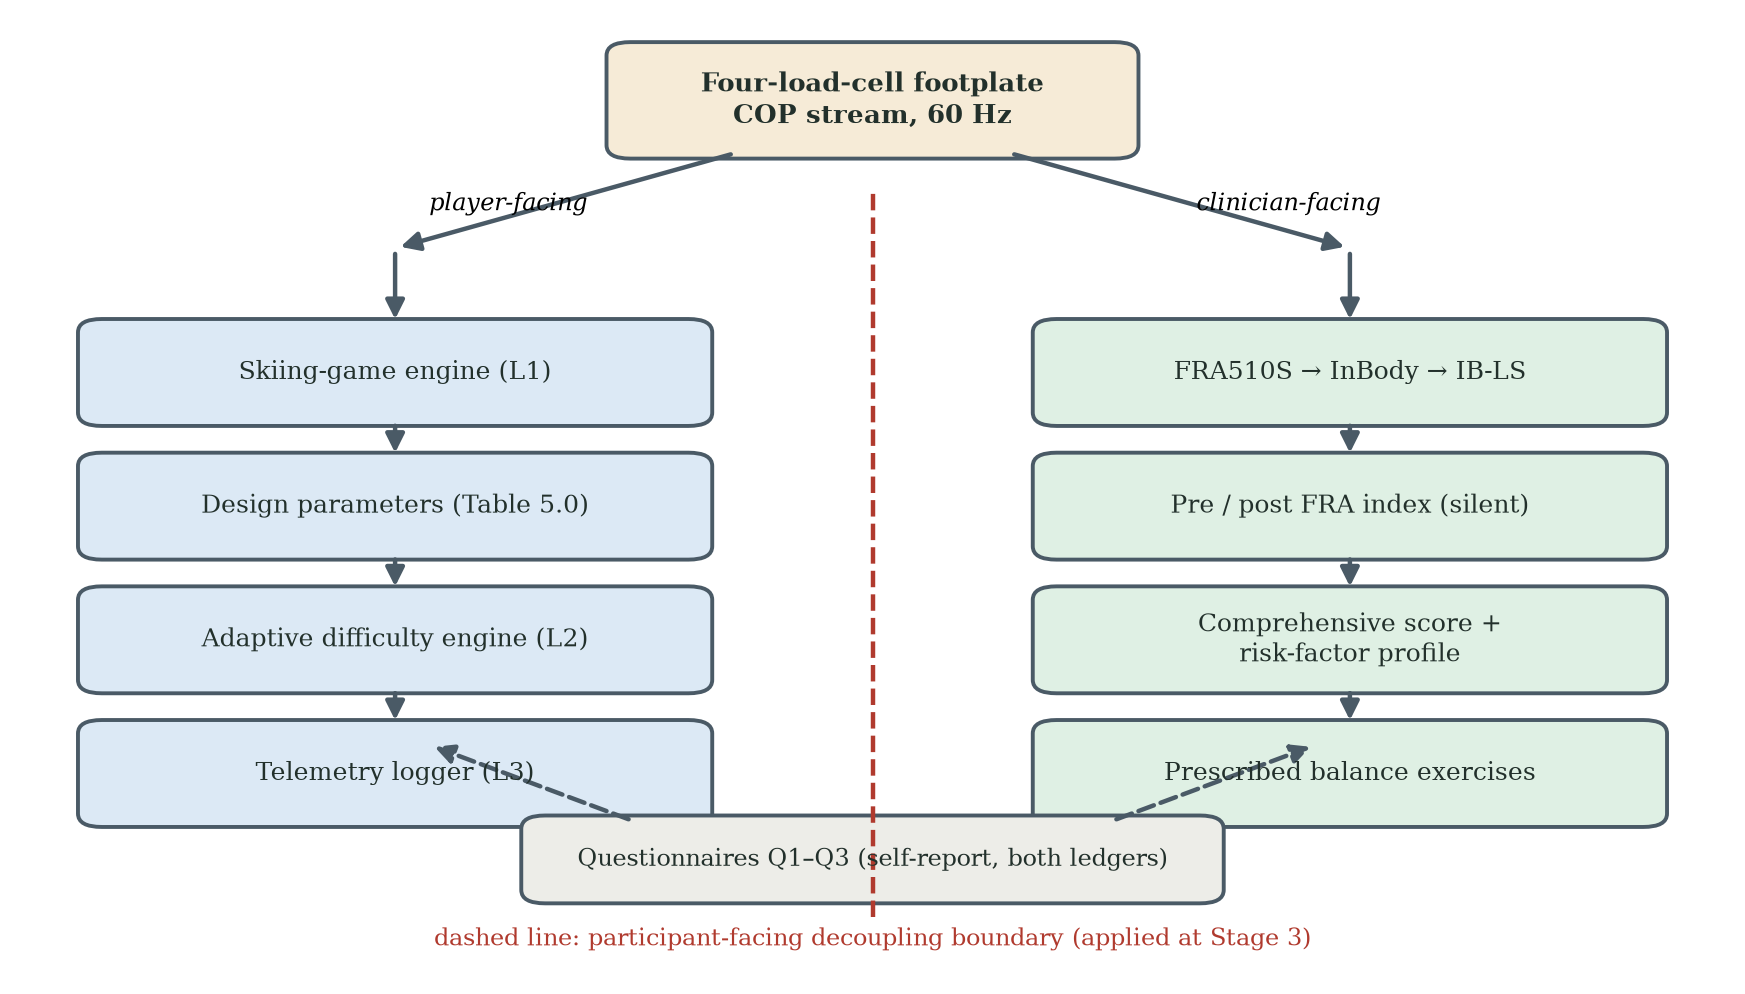 Four-load-cell footplate
COP stream, 60 Hz
player-facing
clinician-facing
Skiing-game engine (L1)
Design parameters (Table 5.0)
Adaptive difficulty engine (L2)
Telemetry logger (L3)
FRA510S → InBody → IB-LS
Pre / post FRA index (silent)
Comprehensive score +
risk-factor profile
Prescribed balance exercises
Questionnaires Q1–Q3 (self-report, both ledgers)
dashed line: participant-facing decoupling boundary (applied at Stage 3)